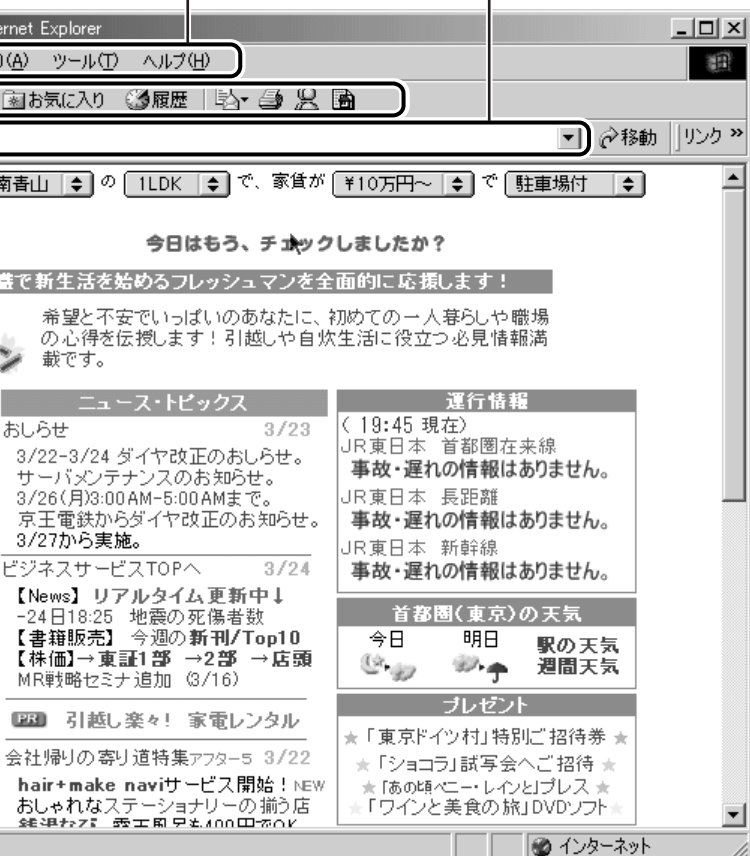 ernet Explorer
(A) ツール(T) ヘルプ(H)
お気に入り 履歴
移動 リンク »
南青山 の 1LDK で、家賃が ¥10万円~ で 駐車場付
今日はもう、チェックしましたか?
で新生活を始めるフレッシュマンを全面的に応援します!
希望と不安でいっぱいのあなたに、初めての一人暮らしや職場
の心得を伝授します!引越しや自炊生活に役立つ必見情報満
載です。
ニュース・トピックス
おしらせ 3/23
3/22-3/24 ダイヤ改正のおしらせ。
サーバメンテナンスのお知らせ。
3/26(月)3:00AM-5:00AMまで。
京王電鉄からダイヤ改正のお知らせ。
3/27から実施。
ビジネスサービスTOPへ 3/24
【News】 リアルタイム更新中↓
-24日18:25 地震の死傷者数
【書籍販売】 今週の新刊/Top10
【株価】→東証1部 →2部 →店頭
MR戦略セミナ追加 (3/16)
PR 引越し楽々! 家電レンタル
会社帰りの寄り道特集アフター5 3/22
hair+make naviサービス開始!NEW
おしゃれなステーショナリーの揃う店
運行情報
( 19:45 現在)
JR東日本 首都圏在来線
事故・遅れの情報はありません。
JR東日本 長距離
事故・遅れの情報はありません。
JR東日本 新幹線
事故・遅れの情報はありません。
首都圏(東京)の天気
今日 明日 駅の天気
週間天気
プレゼント
★「東京ドイツ村」特別ご招待券★
★「ショコラ」試写会へご招待★
★「あの頃ペニー・レインと」プレス★
★「ワインと美食の旅」DVDソフト★
インターネット